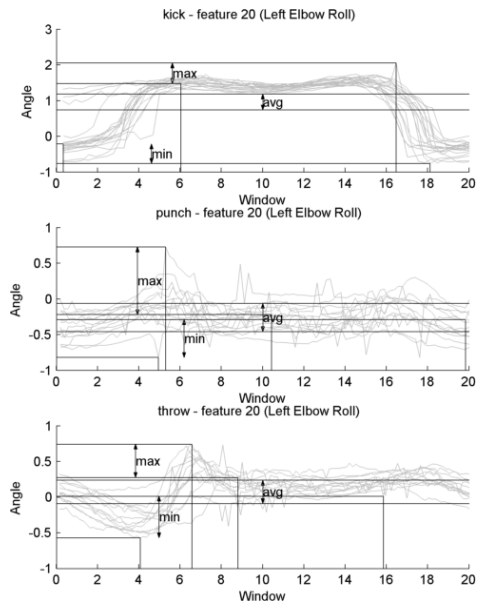 kick - feature 20 (Left Elbow Roll)
3
2
1
0
-1
Angle
max
avg
min
0 2 4 6 8 10 12 14 16 18 20
Window
punch - feature 20 (Left Elbow Roll)
1
0.5
0
-0.5
-1
Angle
max
avg
min
0 2 4 6 8 10 12 14 16 18 20
Window
throw - feature 20 (Left Elbow Roll)
1
0.5
0
-0.5
-1
Angle
max
avg
min
0 2 4 6 8 10 12 14 16 18 20
Window